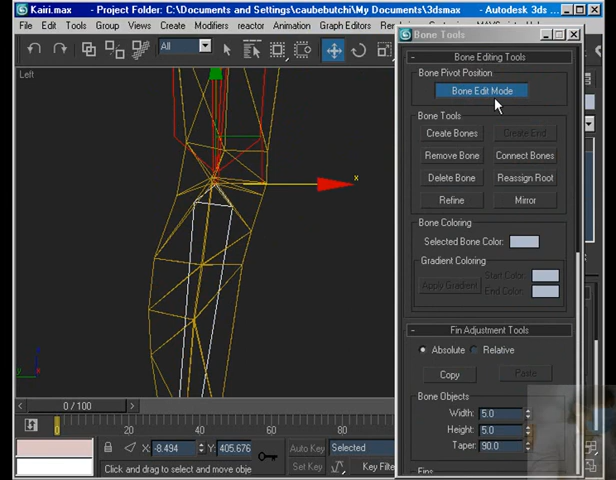 Kairi.max - Project Folder: C:\Documents and Settings\caubebutchi\My Documents\3dsmax - Autodesk 3ds
File Edit Tools Group Views Create Modifiers reactor Animation Graph Editors
Bone Tools
All
Left
Bone Editing Tools
Bone Pivot Position
Bone Edit Mode
Bone Tools
Create Bones Create End
Remove Bone Connect Bones
Delete Bone Reassign Root
Refine Mirror
Bone Coloring
Selected Bone Color:
Gradient Coloring
Apply Gradient Start Color:
End Color:
Fin Adjustment Tools
Absolute Relative
Copy Paste
Bone Objects
Width: 5.0
Height: 5.0
Taper: 90.0
Fins
x
y
0 / 100
0 20 40 60 80
X: -8.494 Y: 405.676
Auto Key Selected
Set Key Key Filte
Click and drag to select and move obje